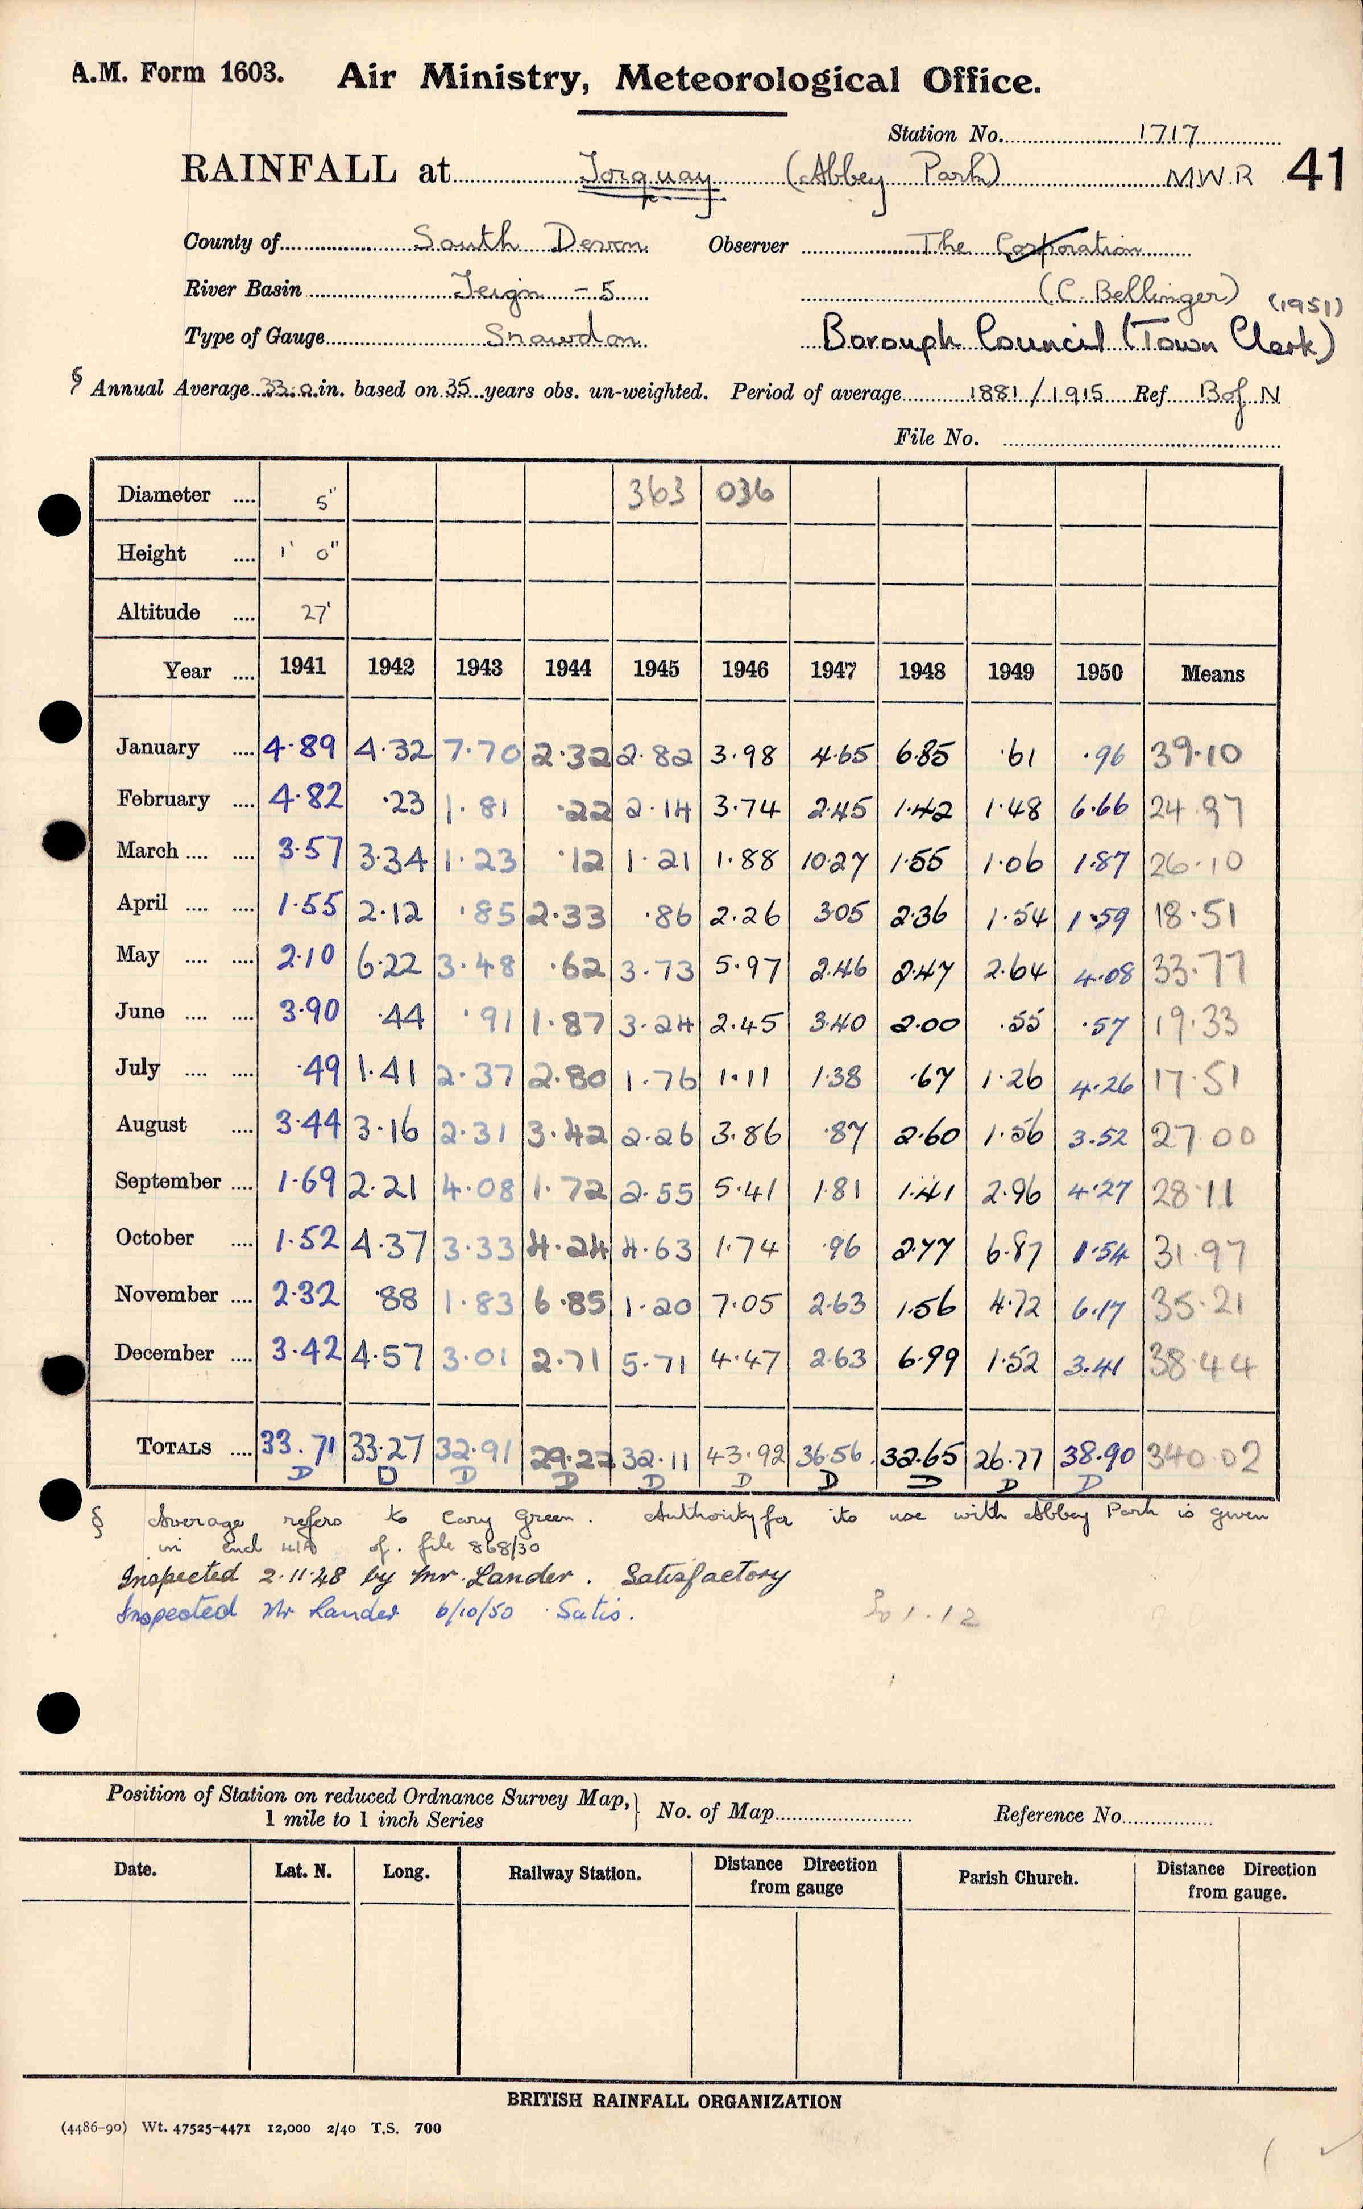 A.M. Form 1603. Air Ministry, Meteorological Office.
Station No. 1717
RAINFALL at Torquay (Abbey Park) MWR 41
County of South Devon Observer The Corporation
River Basin Teign - 5 (C. Bellinger) (1951)
Type of Gauge Snowdon Borough Council (Town Clerk)
§ Annual Average 33.0 in. based on 35 years obs. un-weighted. Period of average 1881/1915 Ref B of N
File No.
Diameter .... 5" 363 036
Height .... 1' 0"
Altitude .... 27'
Year .... 1941 1942 1943 1944 1945 1946 1947 1948 1949 1950 Means
January .... 4.89 4.32 7.70 2.32 2.82 3.98 4.65 6.85 .61 .96 39.10
February .... 4.82 .23 1.81 .22 2.14 3.74 2.45 1.42 1.48 6.66 24.97
March .... .... 3.57 3.34 1.23 .12 1.21 1.88 10.27 1.55 1.06 1.87 26.10
April .... .... 1.55 2.12 .85 2.33 .86 2.26 3.05 2.36 1.54 1.59 18.51
May .... .... 2.10 6.22 3.48 .62 3.73 5.97 2.46 2.47 2.64 4.08 33.77
June .... .... 3.90 .44 .91 1.87 3.24 2.45 3.40 2.00 .55 .57 19.33
July .... .... .49 1.41 2.37 2.80 1.76 1.11 1.38 .67 1.26 4.26 17.51
August .... 3.44 3.16 2.31 3.42 2.26 3.86 .87 2.60 1.56 3.52 27.00
September .... 1.69 2.21 4.08 1.72 2.55 5.41 1.81 1.41 2.96 4.27 28.11
October .... 1.52 4.37 3.33 4.24 4.63 1.74 .96 2.77 6.87 1.54 31.97
November .... 2.32 .88 1.83 6.85 1.20 7.05 2.63 1.56 4.72 6.17 35.21
December .... 3.42 4.57 3.01 2.71 5.71 4.47 2.63 6.99 1.52 3.41 38.44
TOTALS .... 33.71 33.27 32.91 29.22 32.11 43.92 36.56 32.65 26.77 38.90 340.02
D D D D D D D D D D
§ Average refers to Cary Green. Authority for its use with Abbey Park is given
in encl 41A of. file 868/30
Inspected 2.11.48 by Mr. Lander. Satisfactory
Inspected Mr Lander 6/10/50 Satis.
1.12
Position of Station on reduced Ordnance Survey Map, } No. of Map Reference No.
1 mile to 1 inch Series
Date. Lat. N. Long. Railway Station. Distance Direction from gauge Parish Church. Distance Direction from gauge.
BRITISH RAINFALL ORGANIZATION
(4486-90) Wt. 47525-4471 12,000 2/40 T.S. 700